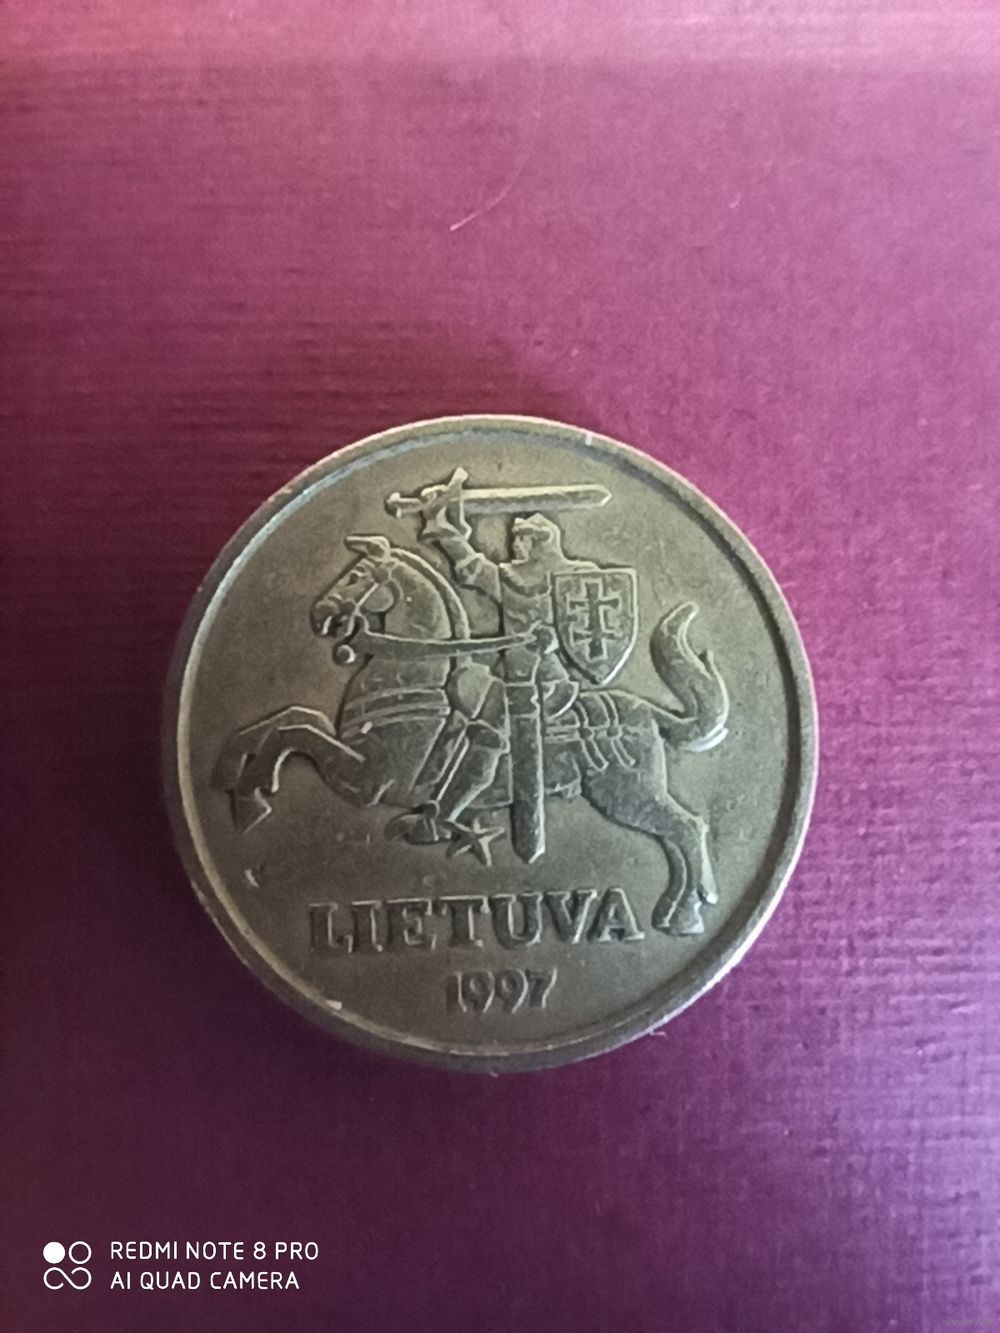 LIETUVA
1997
REDMI NOTE 8 PRO
AI QUAD CAMERA